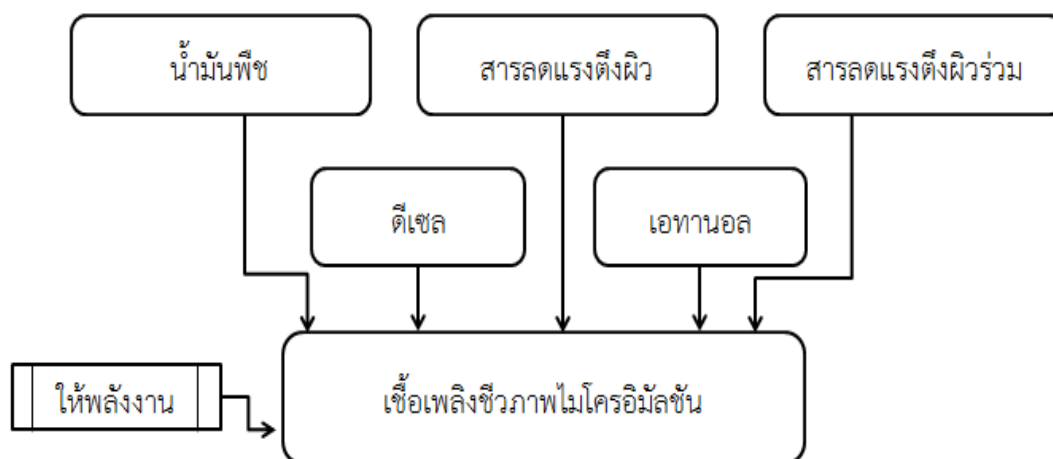 น้ำมันพืช
สารลดแรงตึงผิว
สารลดแรงตึงผิวร่วม
ดีเซล
เอทานอล
ให้พลังงาน
เชื้อเพลิงชีวภาพไมโครอิมัลชัน